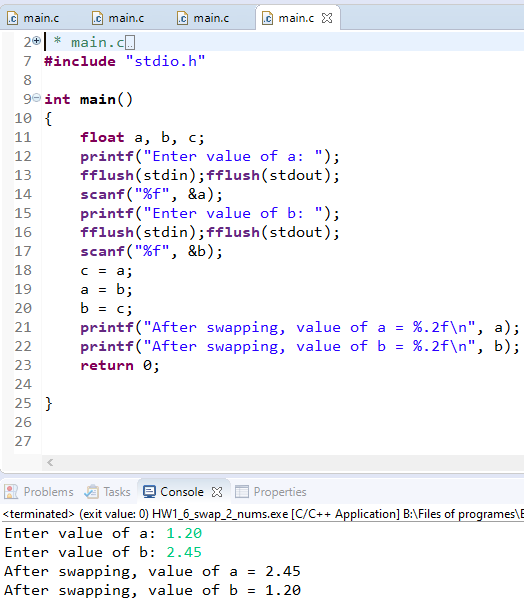 main.c main.c main.c main.c
2 * main.c
7 #include "stdio.h"
8
9 int main()
10 {
11     float a, b, c;
12     printf("Enter value of a: ");
13     fflush(stdin);fflush(stdout);
14     scanf("%f", &a);
15     printf("Enter value of b: ");
16     fflush(stdin);fflush(stdout);
17     scanf("%f", &b);
18     c = a;
19     a = b;
20     b = c;
21     printf("After swapping, value of a = %.2f\n", a);
22     printf("After swapping, value of b = %.2f\n", b);
23     return 0;
24
25 }
26
27
Problems Tasks Console Properties
<terminated> (exit value: 0) HW1_6_swap_2_nums.exe [C/C++ Application] B:\Files of programes\
Enter value of a: 1.20
Enter value of b: 2.45
After swapping, value of a = 2.45
After swapping, value of b = 1.20